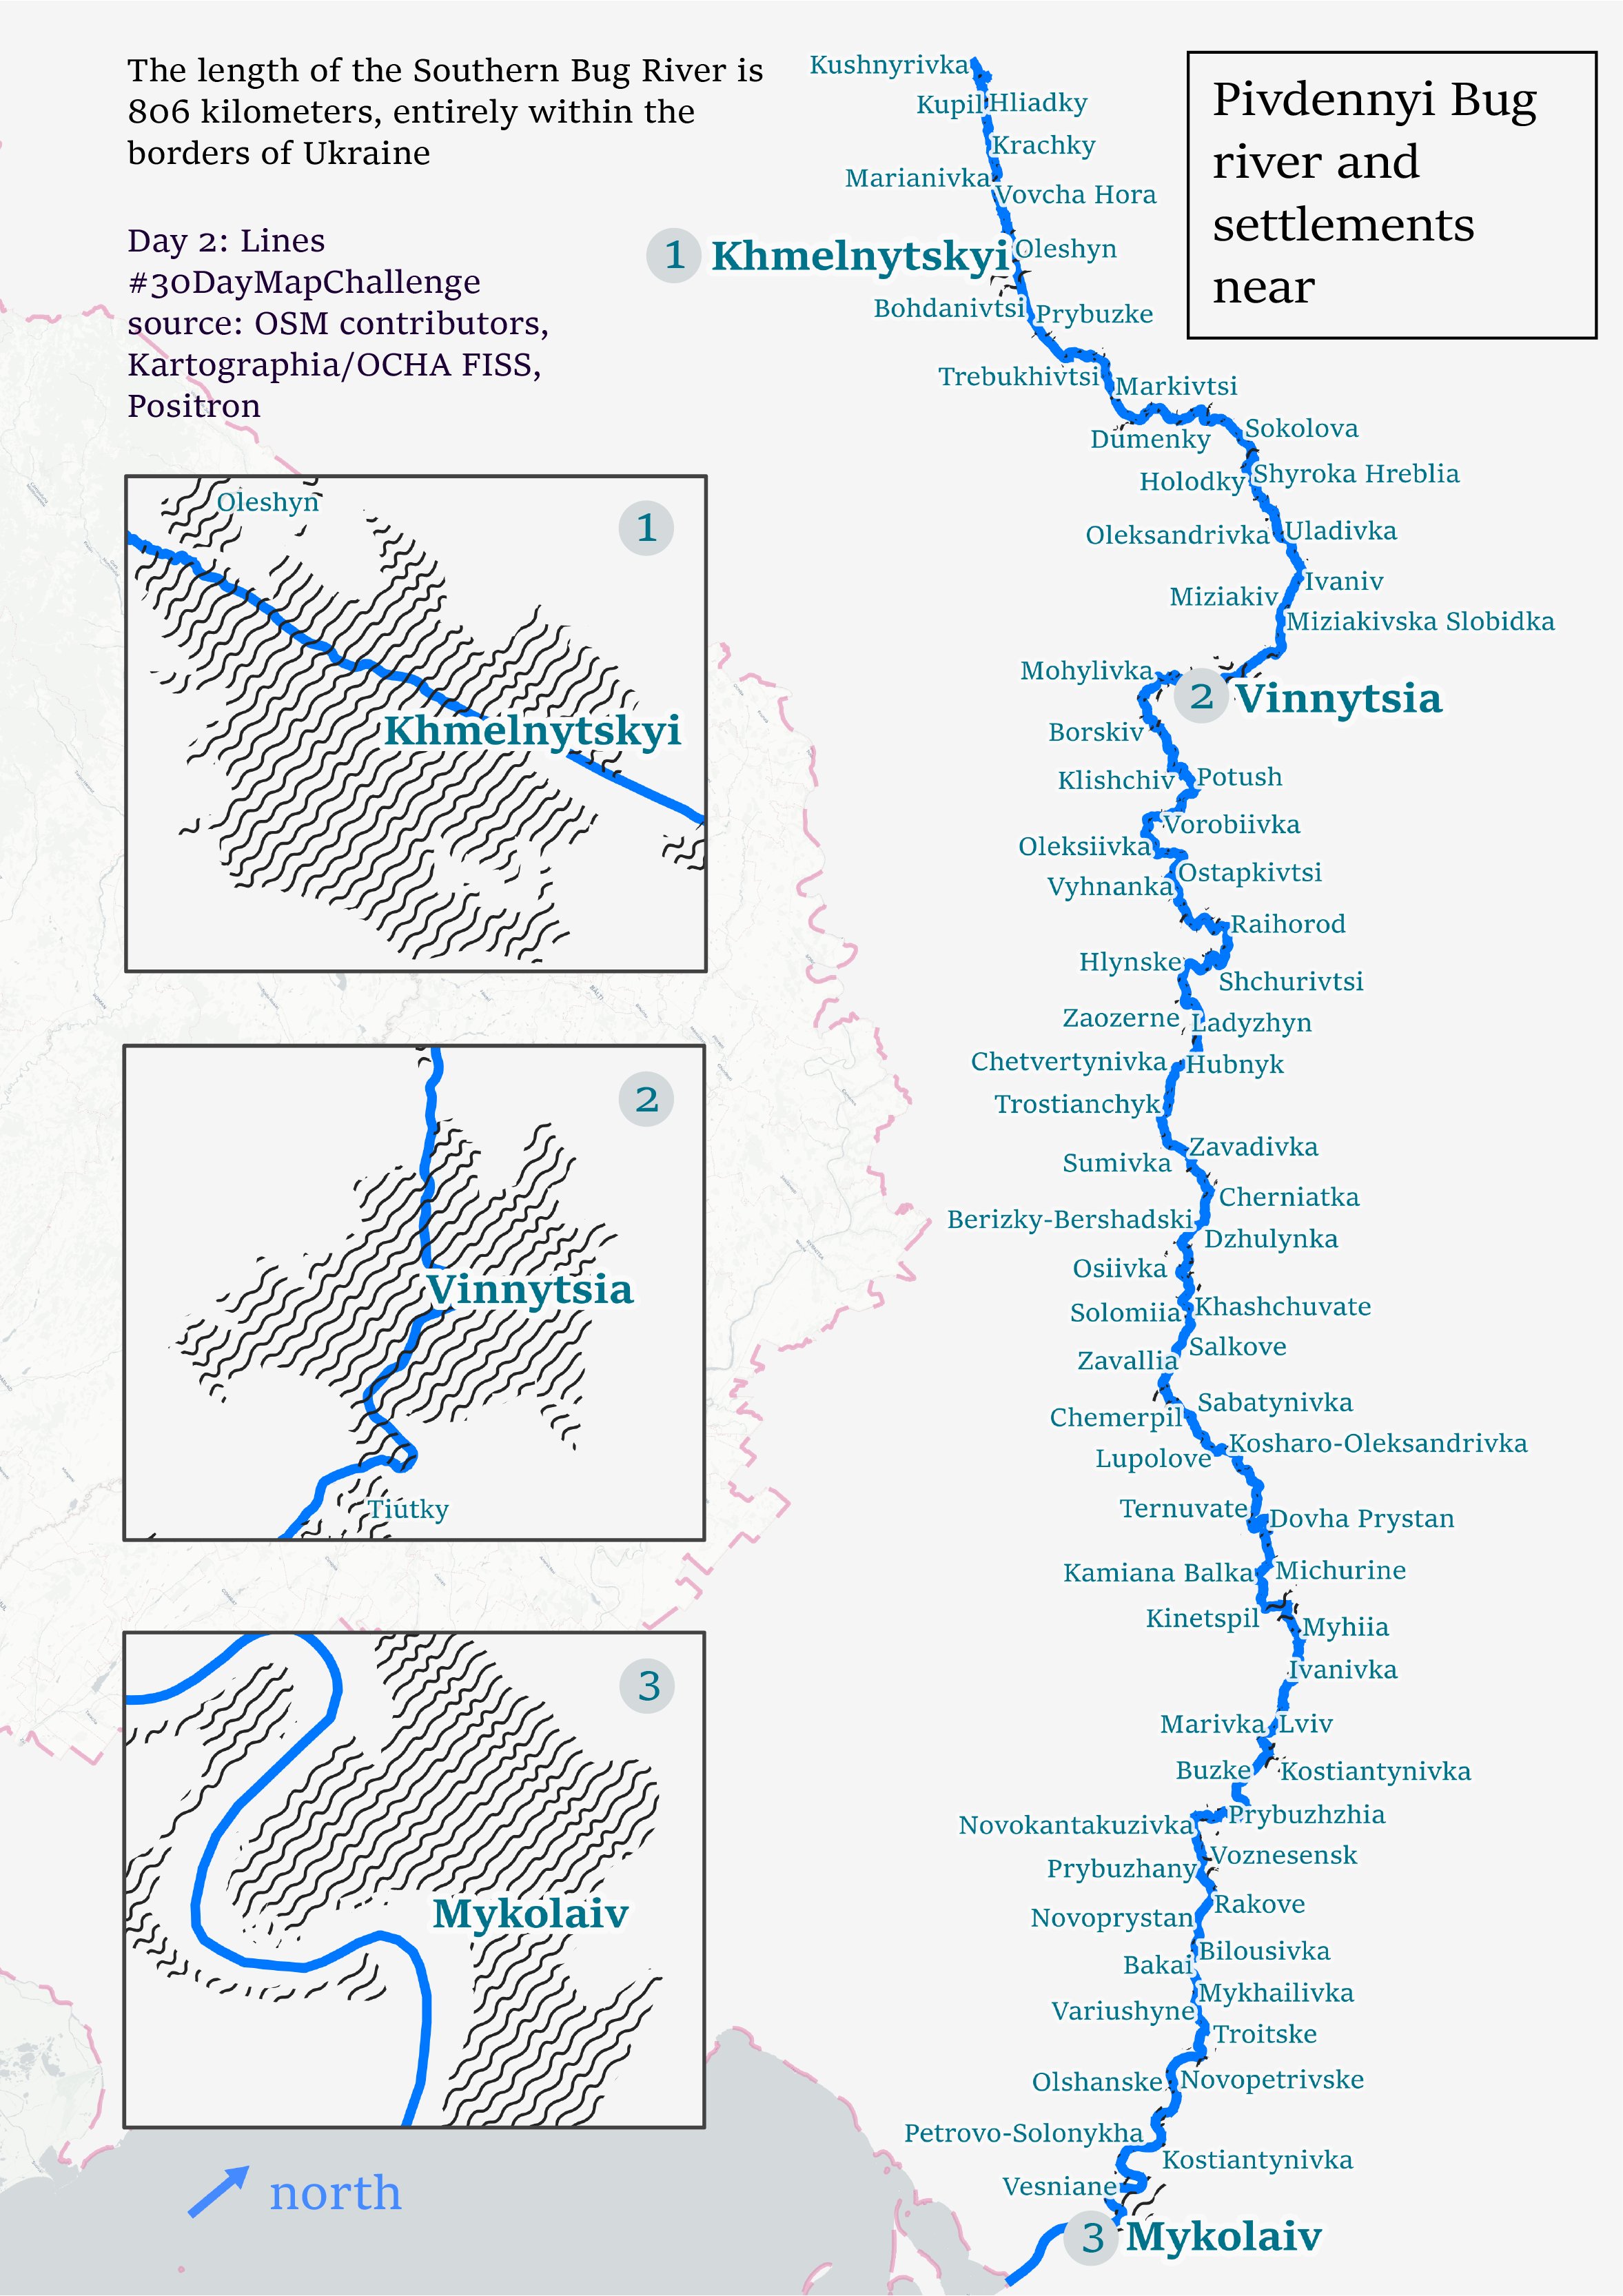 The length of the Southern Bug River is
806 kilometers, entirely within the
borders of Ukraine
Day 2: Lines
#30DayMapChallenge
source: OSM contributors,
Kartographia/OCHA FISS,
Positron
Pivdennyi Bug
river and
settlements
near
Kushnyrivka
Kupil
Hliadky
Krachky
Marianivka
Vovcha Hora
1
Khmelnytskyi
Oleshyn
Bohdanivtsi
Prybuzke
Trebukhivtsi
Markivtsi
Dumenky
Sokolova
Holodky
Shyroka Hreblia
Oleksandrivka
Uladivka
Ivaniv
Miziakiv
Miziakivska Slobidka
Mohylivka
2
Vinnytsia
Borskiv
Klishchiv
Potush
Vorobiivka
Oleksiivka
Ostapkivtsi
Vyhnanka
Raihorod
Hlynske
Shchurivtsi
Zaozerne
Ladyzhyn
Chetvertynivka
Hubnyk
Trostianchyk
Zavadivka
Sumivka
Cherniatka
Berizky-Bershadski
Dzhulynka
Osiivka
Solomiia
Khashchuvate
Salkove
Zavallia
Sabatynivka
Chemerpil
Kosharo-Oleksandrivka
Lupolove
Ternuvate
Dovha Prystan
Kamiana Balka
Michurine
Kinetspil
Myhiia
Ivanivka
Marivka
Lviv
Buzke
Kostiantynivka
Prybuzhzhia
Novokantakuzivka
Voznesensk
Prybuzhany
Rakove
Novoprystan
Bilousivka
Bakai
Mykhailivka
Variushyne
Troitske
Olshanske
Novopetrivske
Petrovo-Solonykha
Kostiantynivka
Vesniane
3
Mykolaiv
Oleshyn
1
Khmelnytskyi
2
Vinnytsia
Tiutky
3
Mykolaiv
north